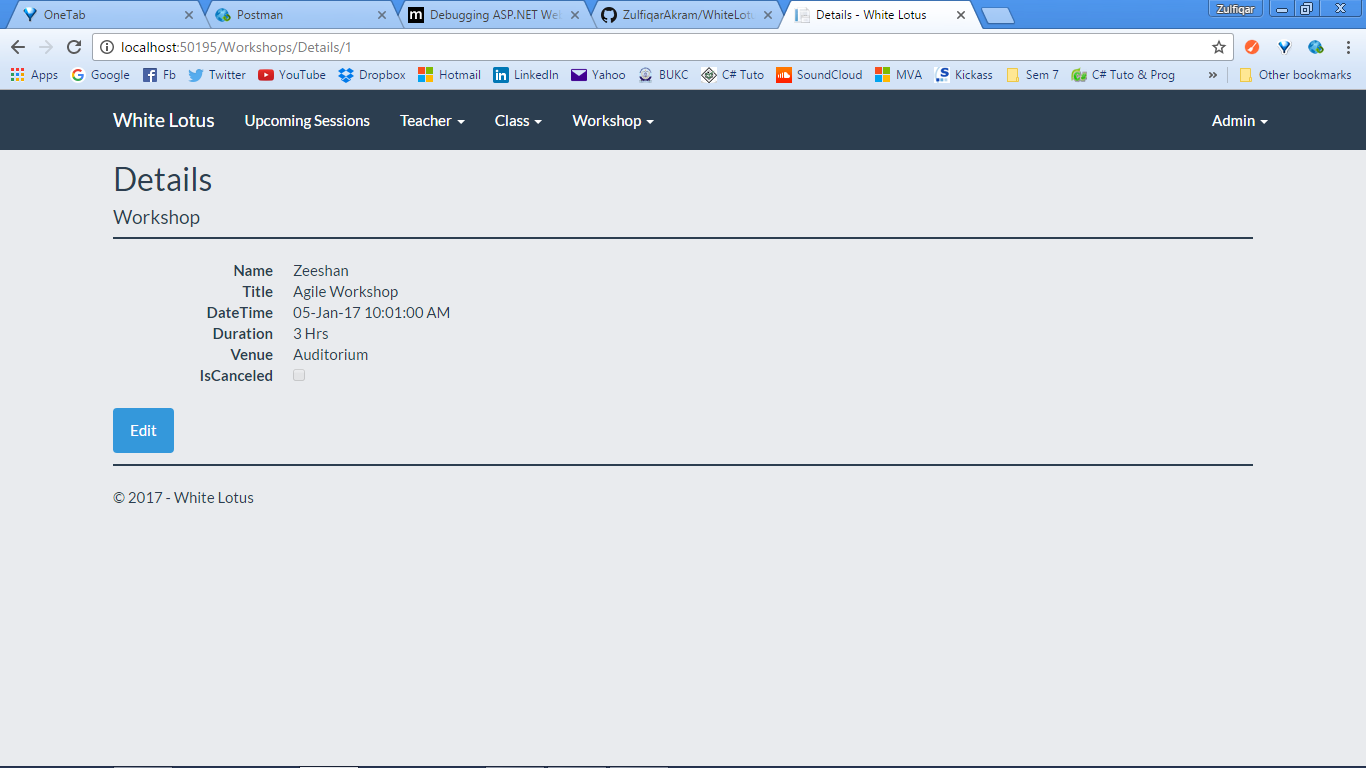 OneTab
Postman
Debugging ASP.NET Web
ZulfiqarAkram/WhiteLotu
Details - White Lotus
Zulfiqar
localhost:50195/Workshops/Details/1
Apps Google Fb Twitter YouTube Dropbox Hotmail LinkedIn Yahoo BUKC C# Tuto SoundCloud MVA Kickass Sem 7 C# Tuto & Prog » Other bookmarks
White Lotus Upcoming Sessions Teacher Class Workshop Admin
Details
Workshop
Name Zeeshan
Title Agile Workshop
DateTime 05-Jan-17 10:01:00 AM
Duration 3 Hrs
Venue Auditorium
IsCanceled
Edit
© 2017 - White Lotus